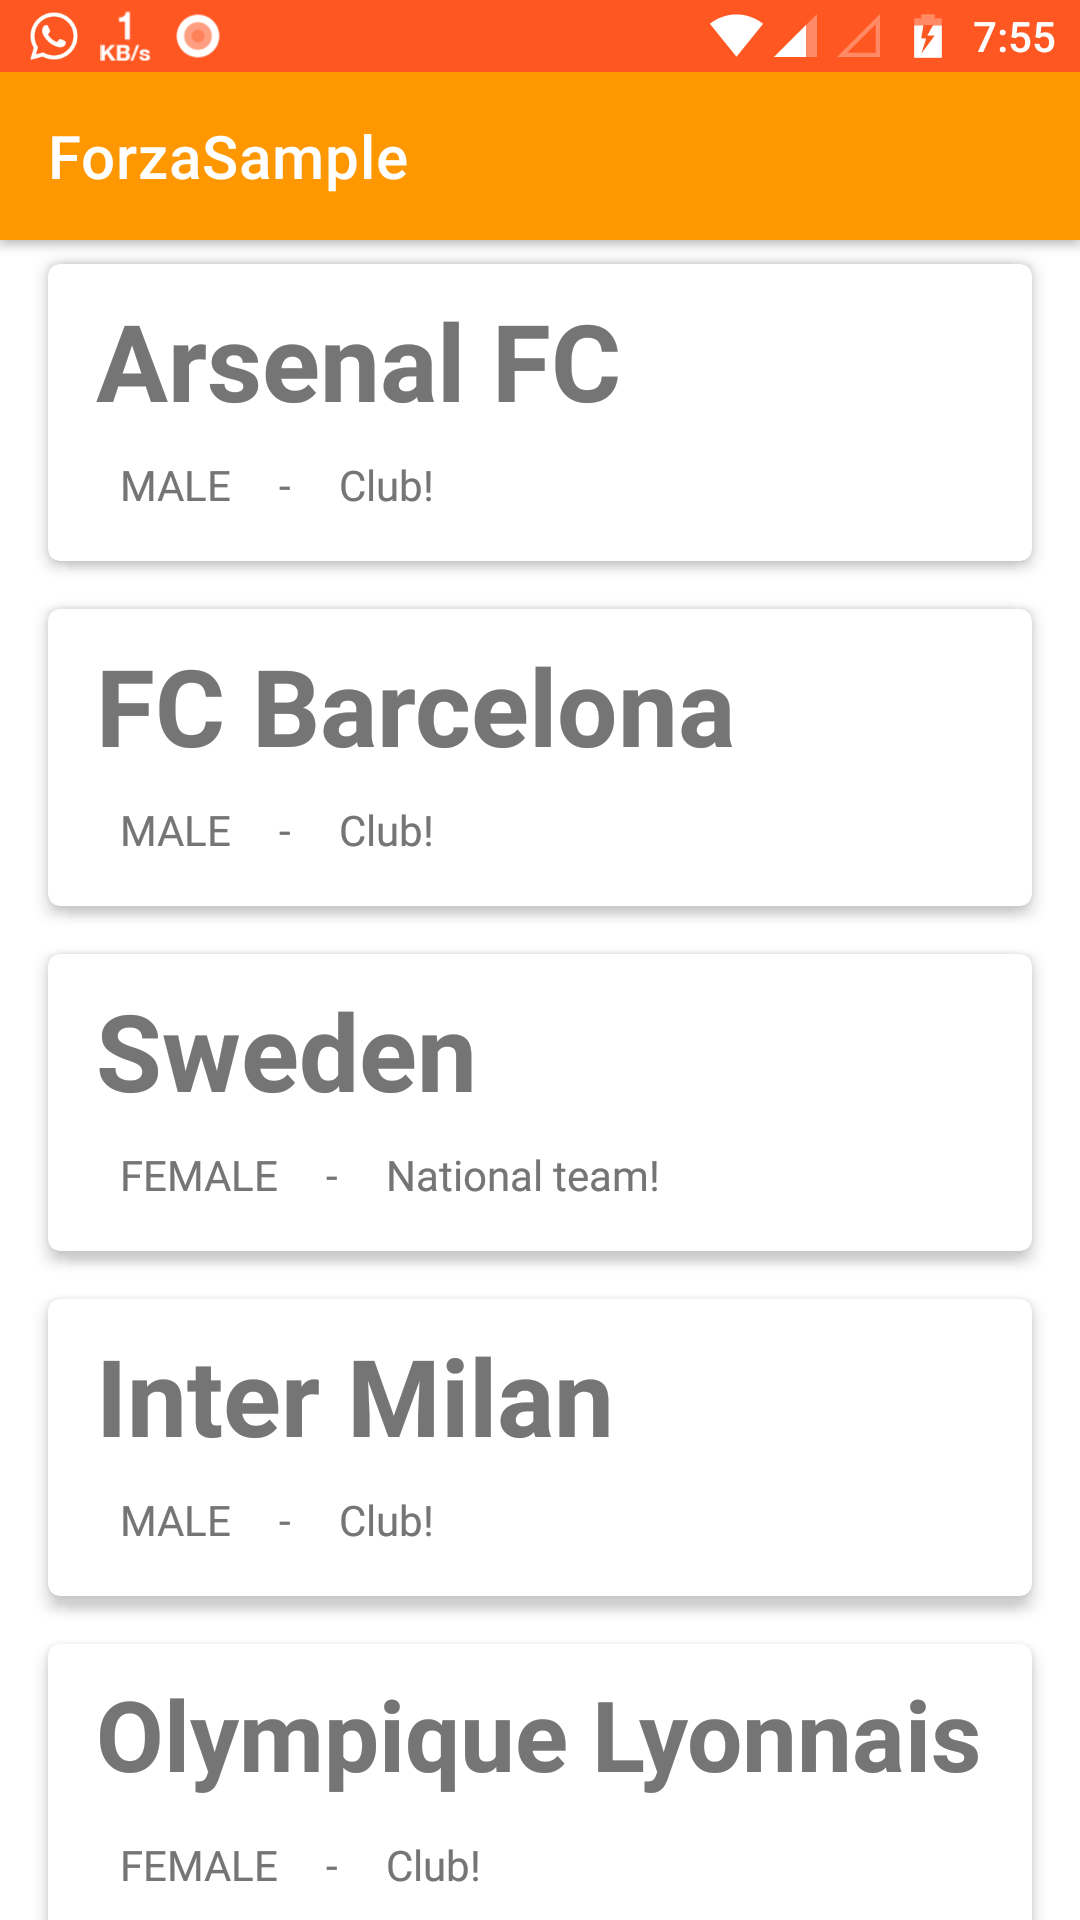 1 KB/s 7:55
ForzaSample
Arsenal FC
MALE - Club!
FC Barcelona
MALE - Club!
Sweden
FEMALE - National team!
Inter Milan
MALE - Club!
Olympique Lyonnais
FEMALE - Club!